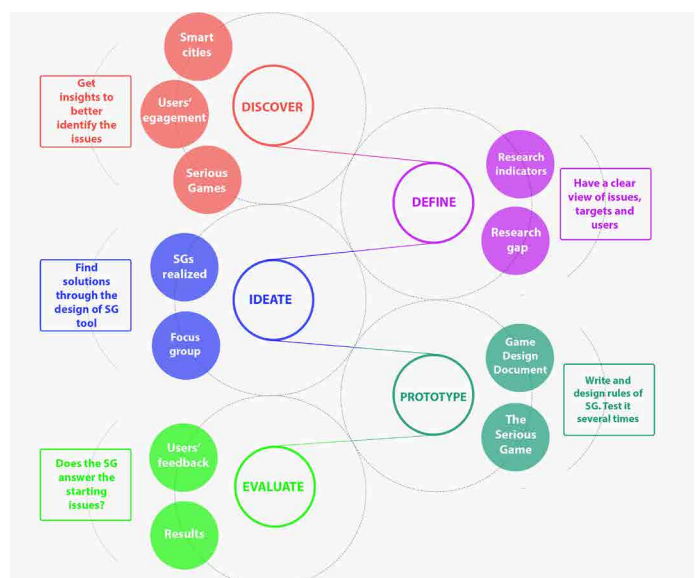 Smart
cities
Get
insights to
better
identify the
issues
Users'
egagement
DISCOVER
Serious
Games
Research
indicators
DEFINE
Have a clear
view of issues,
targets and
users
Research
gap
SGs
realized
Find
solutions
through the
design of SG
tool
IDEATE
Focus
group
Game
Design
Document
PROTOTYPE
Write and
design rules of
SG. Test it
several times
The
Serious
Game
Users'
feedback
Does the SG
answer the
starting
issues?
EVALUATE
Results